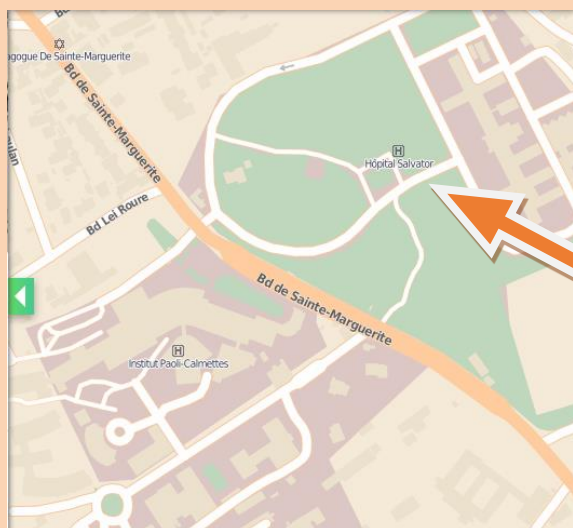 agogue De Sainte-Marguerite
Bd de Sainte-Marguerite
H
Hôpital Salvator
Bd Lei Roure
Bd de Sainte-Marguerite
H
Institut Paoli-Calmettes